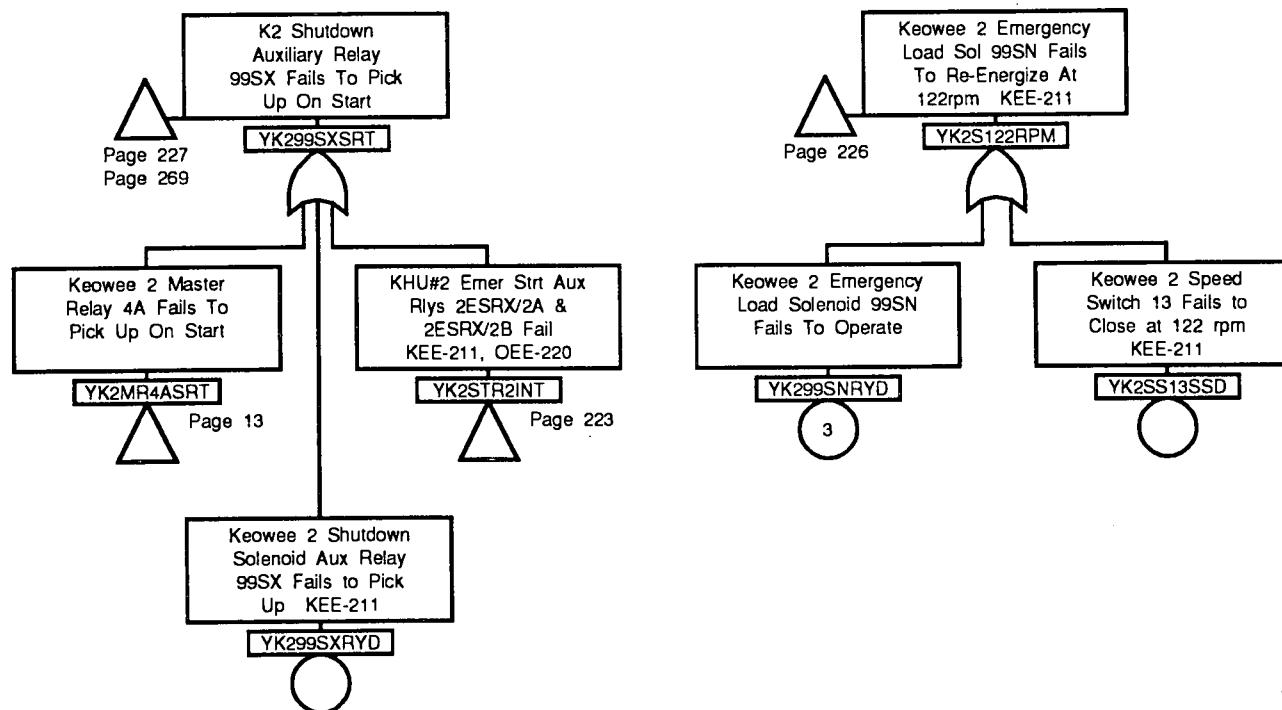 K2 Shutdown
Auxiliary Relay
99SX Fails To Pick
Up On Start
YK299SXSRT
Page 227
Page 269
Keowee 2 Master
Relay 4A Fails To
Pick Up On Start
YK2MR4ASRT
Page 13
KHU#2 Emer Strt Aux
Rlys 2ESRX/2A &
2ESRX/2B Fail
KEE-211, OEE-220
YK2STR2INT
Page 223
Keowee 2 Shutdown
Solenoid Aux Relay
99SX Fails to Pick
Up KEE-211
YK299SXRYD
Keowee 2 Emergency
Load Sol 99SN Fails
To Re-Energize At
122rpm KEE-211
YK2S122RPM
Page 226
Keowee 2 Emergency
Load Solenoid 99SN
Fails To Operate
YK299SNRYD
3
Keowee 2 Speed
Switch 13 Fails to
Close at 122 rpm
KEE-211
YK2SS13SSD